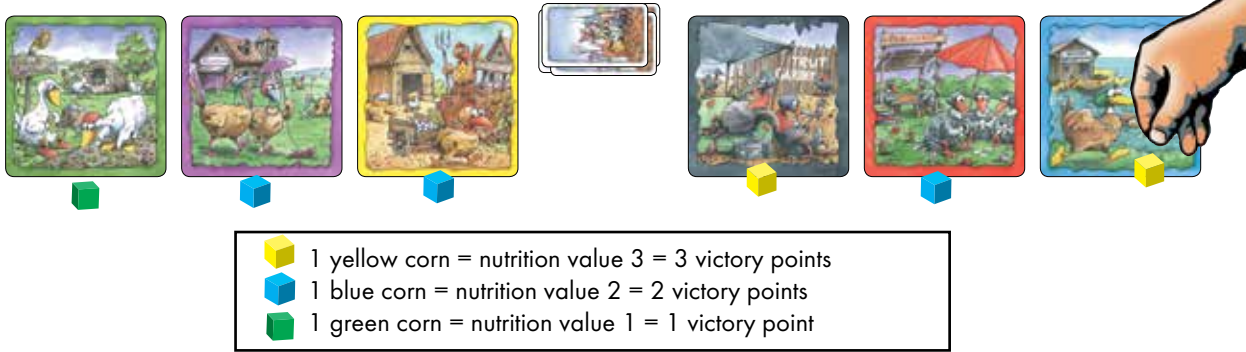 1 yellow corn = nutrition value 3 = 3 victory points
1 blue corn = nutrition value 2 = 2 victory points
1 green corn = nutrition value 1 = 1 victory point